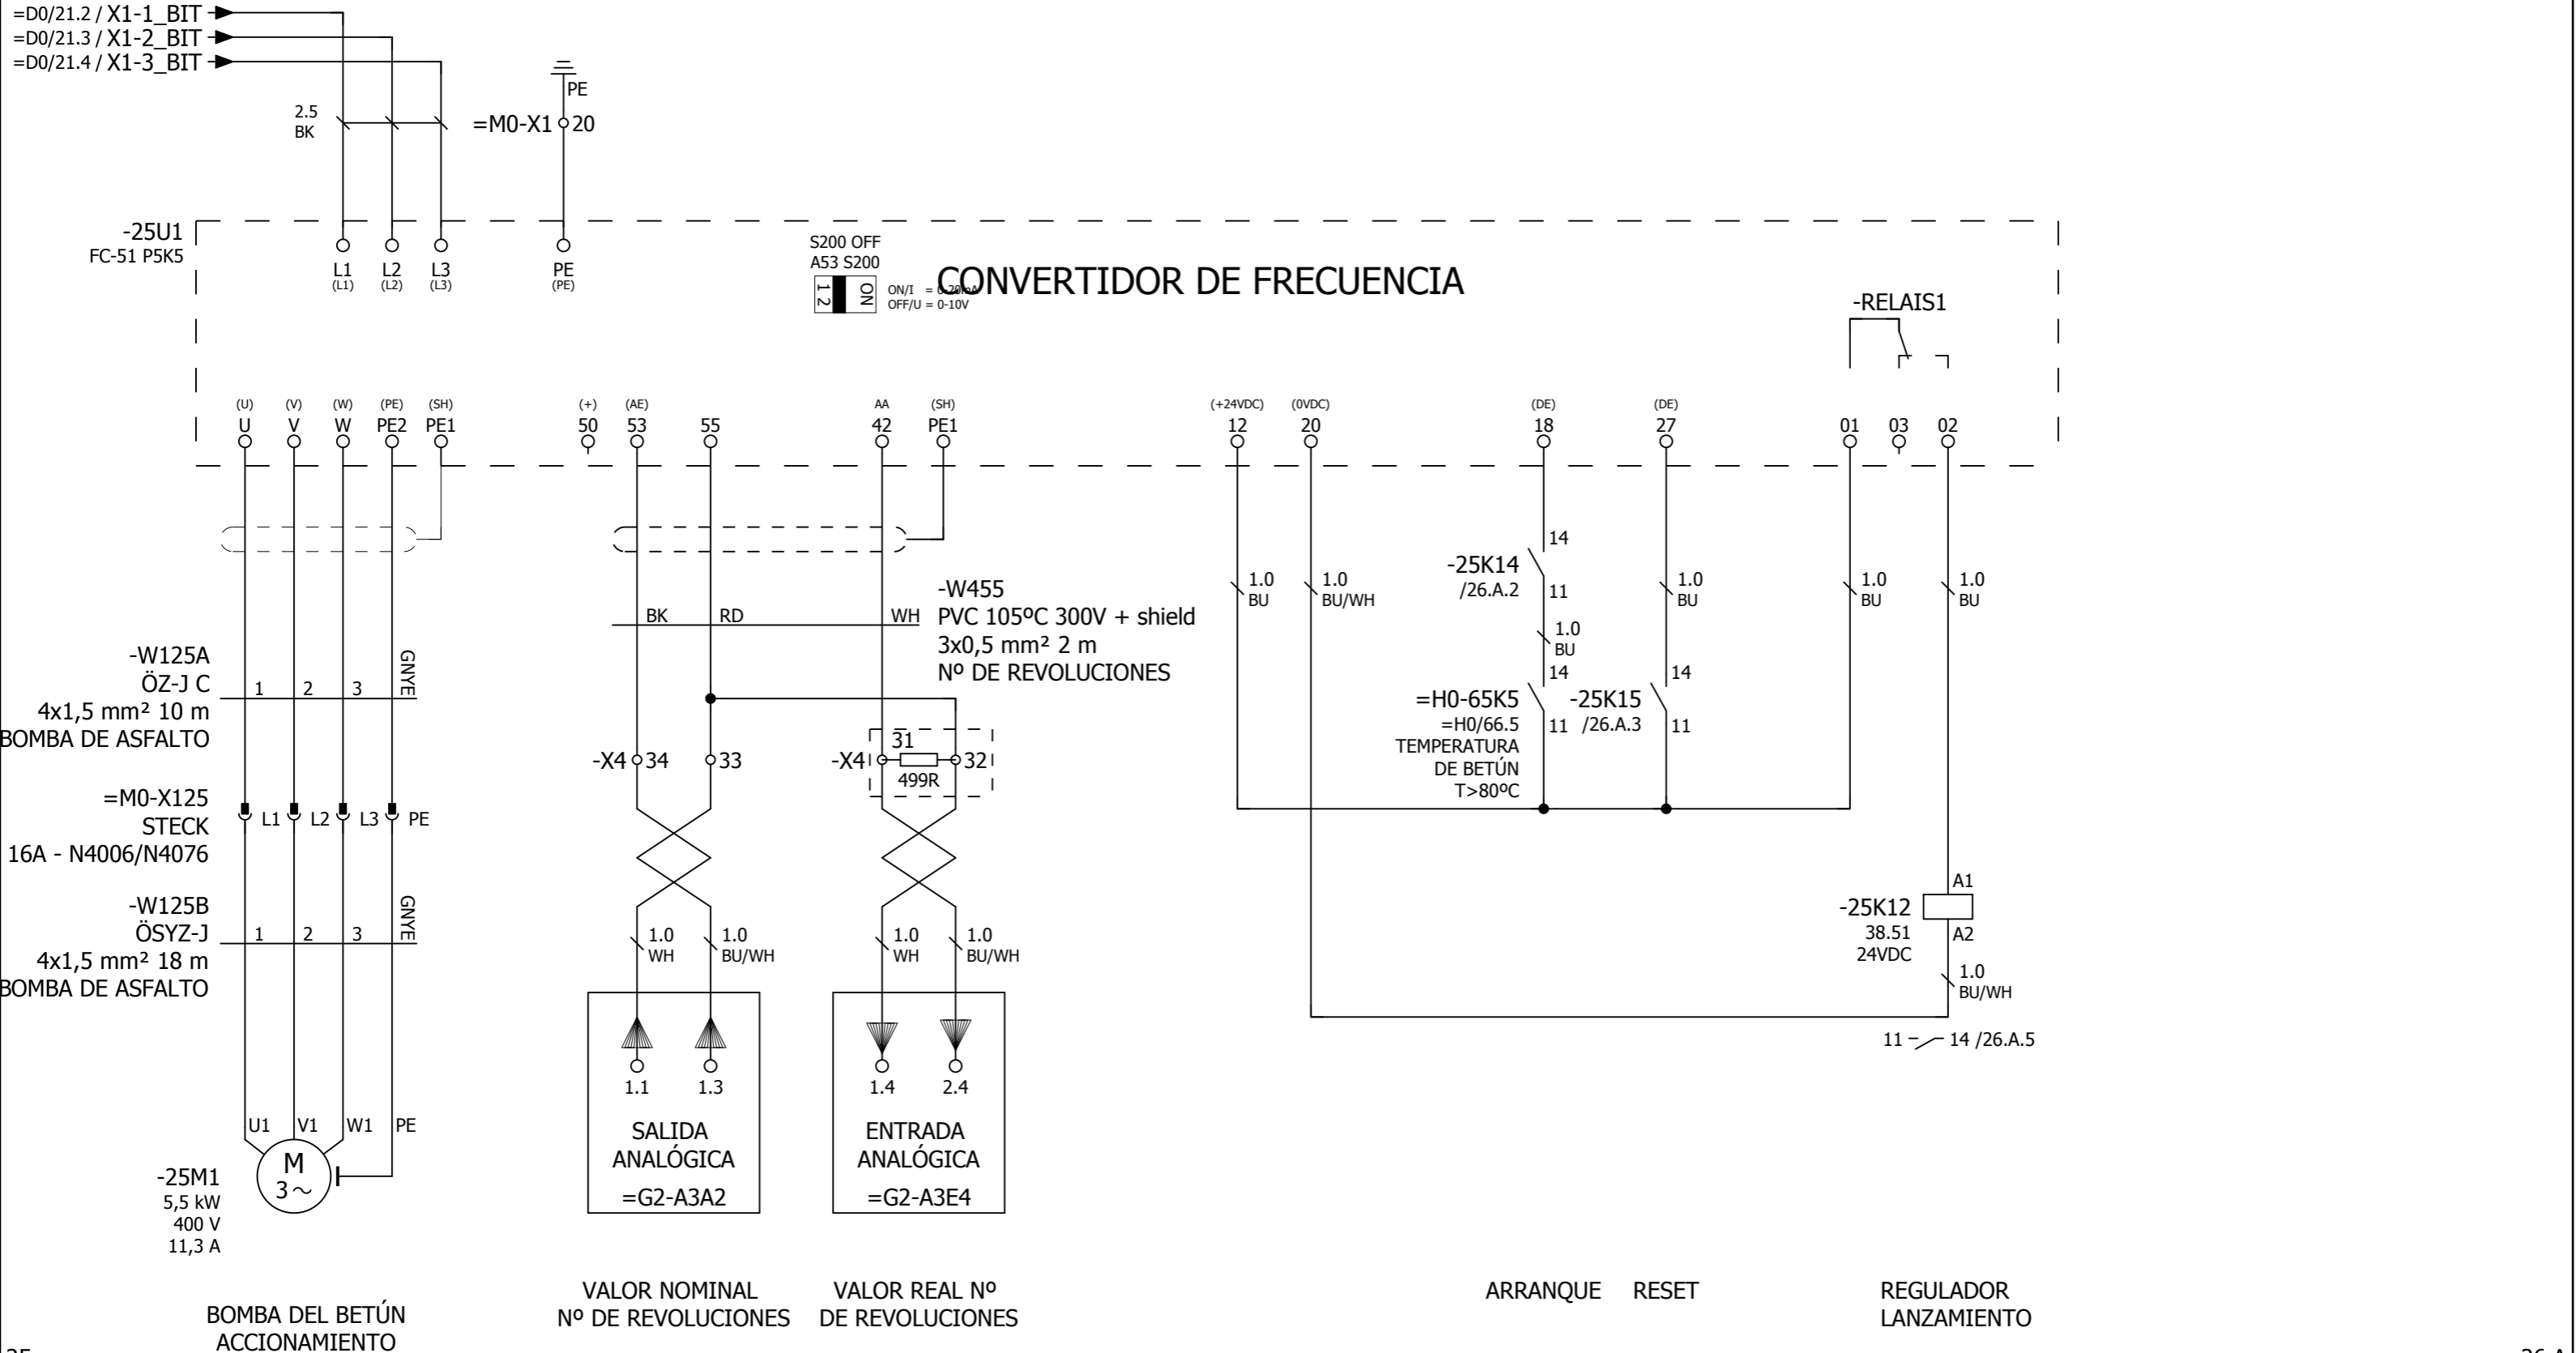 =D0/21.2 / X1-1_BIT
=D0/21.3 / X1-2_BIT
=D0/21.4 / X1-3_BIT
PE
2.5
BK
=M0-X1 20
-25U1
FC-51 P5K5
L1 L2 L3 PE
(L1) (L2) (L3) (PE)
S200 OFF
A53 S200
1 2 ON
ON/I = 0-20mA
OFF/U = 0-10V
CONVERTIDOR DE FRECUENCIA
-RELAIS1
(U) (V) (W) (PE) (SH) (+) (AE) AA (SH) (+24VDC) (0VDC) (DE) (DE)
U V W PE2 PE1 50 53 55 42 PE1 12 20 18 27 01 03 02
14
-25K14
/26.A.2 11
1.0
BU
1.0
BU/WH
1.0
BU
1.0
BU
1.0
BU
1.0
BU
-W455
PVC 105ºC 300V + shield
3x0,5 mm² 2 m
Nº DE REVOLUCIONES
BK RD WH
-W125A
ÖZ-J C
4x1,5 mm² 10 m
BOMBA DE ASFALTO
1 2 3 GNYE
14 14
=H0-65K5 -25K15
=H0/66.5 11 /26.A.3 11
TEMPERATURA
DE BETÚN
T>80ºC
-X4 34 33
-X4 31 32
499R
=M0-X125
STECK
16A - N4006/N4076
L1 L2 L3 PE
-W125B
ÖSYZ-J
4x1,5 mm² 18 m
BOMBA DE ASFALTO
1 2 3 GNYE
1.0
WH
1.0
BU/WH
1.0
WH
1.0
BU/WH
A1
-25K12
38.51
24VDC
A2
1.0
BU/WH
11 14 /26.A.5
1.1 1.3 1.4 2.4
SALIDA
ANALÓGICA
=G2-A3A2
ENTRADA
ANALÓGICA
=G2-A3E4
U1 V1 W1 PE
M
3~
-25M1
5,5 kW
400 V
11,3 A
BOMBA DEL BETÚN
ACCIONAMIENTO
VALOR NOMINAL
Nº DE REVOLUCIONES
VALOR REAL Nº
DE REVOLUCIONES
ARRANQUE RESET
REGULADOR
LANZAMIENTO